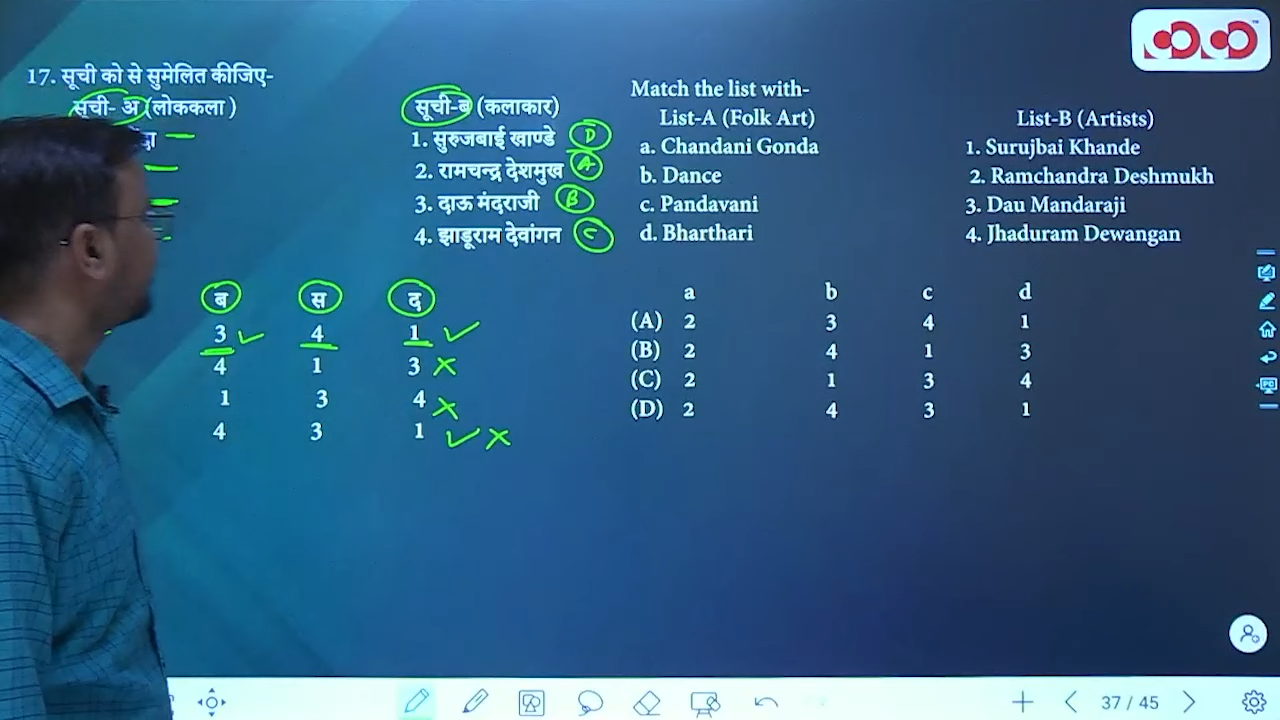 17. सूची को से सुमेलित कीजिए-
सूची- अ (लोककला )
सूची-ब (कलाकार)
1. सुरुजबाई खाण्डे D
2. रामचन्द्र देशमुख A
3. दाऊ मंदराजी B
4. झाडूराम देवांगन C
ब स द
3 4 1
4 1 3
1 3 4
4 3 1
Match the list with-
List-A (Folk Art) List-B (Artists)
a. Chandani Gonda 1. Surujbai Khande
b. Dance 2. Ramchandra Deshmukh
c. Pandavani 3. Dau Mandaraji
d. Bharthari 4. Jhaduram Dewangan
a b c d
(A) 2 3 4 1
(B) 2 4 1 3
(C) 2 1 3 4
(D) 2 4 3 1
37 / 45